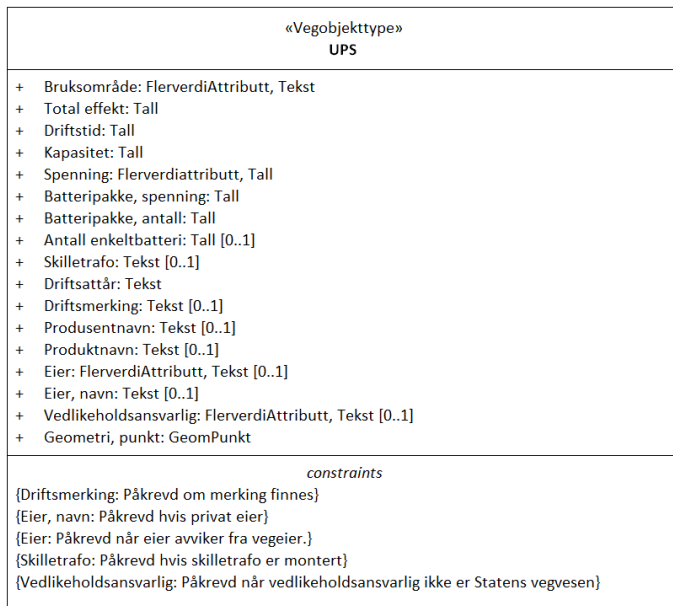 «Vegobjekttype»
UPS
+ Bruksområde: FlerverdiAttributt, Tekst
+ Total effekt: Tall
+ Driftstid: Tall
+ Kapasitet: Tall
+ Spenning: Flerverdiattributt, Tall
+ Batteripakke, spenning: Tall
+ Batteripakke, antall: Tall
+ Antall enkeltbatteri: Tall [0..1]
+ Skilletrafo: Tekst [0..1]
+ Driftsattår: Tekst
+ Driftsmerking: Tekst [0..1]
+ Produsentnavn: Tekst [0..1]
+ Produktnavn: Tekst [0..1]
+ Eier: FlerverdiAttributt, Tekst [0..1]
+ Eier, navn: Tekst [0..1]
+ Vedlikeholdsansvarlig: FlerverdiAttributt, Tekst [0..1]
+ Geometri, punkt: GeomPunkt
constraints
{Driftsmerking: Påkrevd om merking finnes}
{Eier, navn: Påkrevd hvis privat eier}
{Eier: Påkrevd når eier avviker fra vegeier.}
{Skilletrafo: Påkrevd hvis skilletrafo er montert}
{Vedlikeholdsansvarlig: Påkrevd når vedlikeholdsansvarlig ikke er Statens vegvesen}